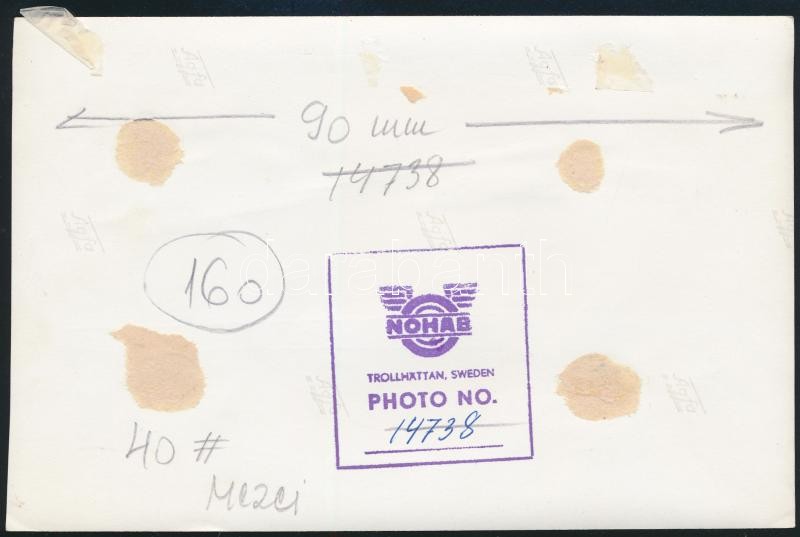 90 mm
14738
160
NOHAB
TROLLHÄTTAN, SWEDEN
PHOTO NO.
14738
40 #
Mezei